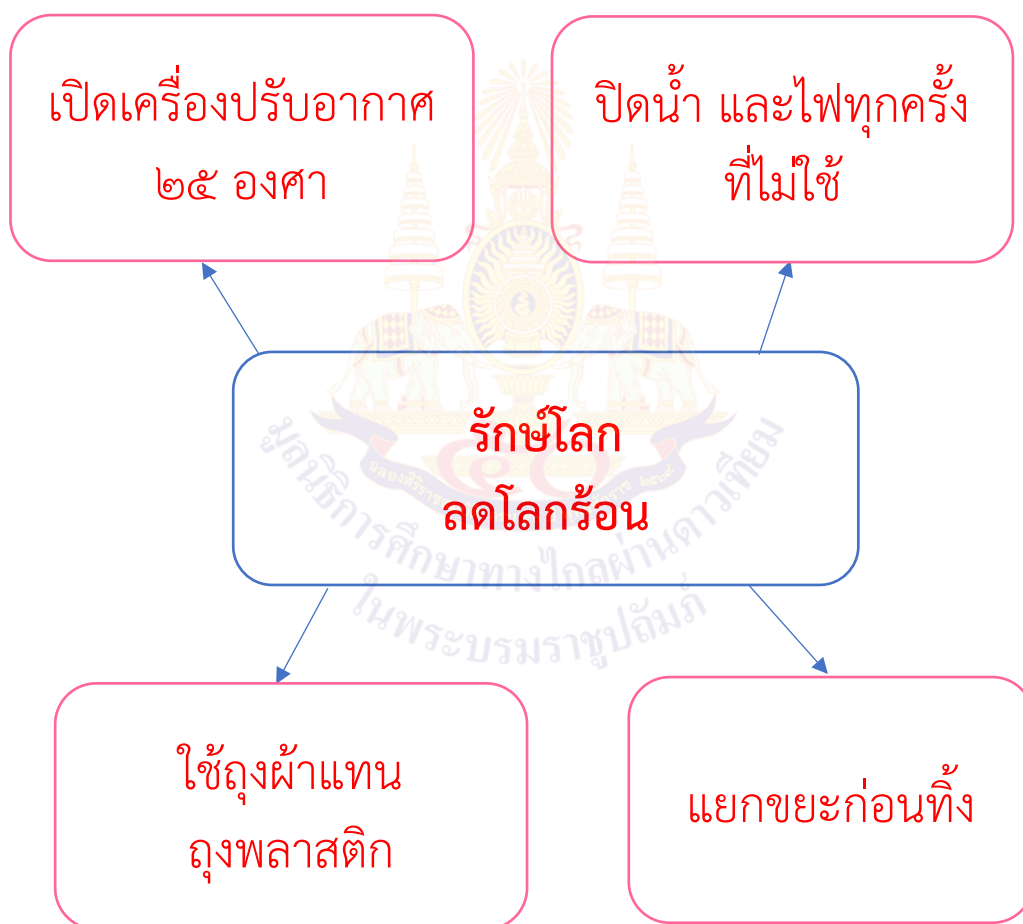 เปิดเครื่องปรับอากาศ
๒๕ องศา
ปิดน้ำ และไฟทุกครั้ง
ที่ไม่ใช้
รักษ์โลก
ลดโลกร้อน
มูลนิธิการศึกษาทางไกลผ่านดาวเทียม
ในพระบรมราชูปถัมภ์
ใช้ถุงผ้าแทน
ถุงพลาสติก
แยกขยะก่อนทิ้ง